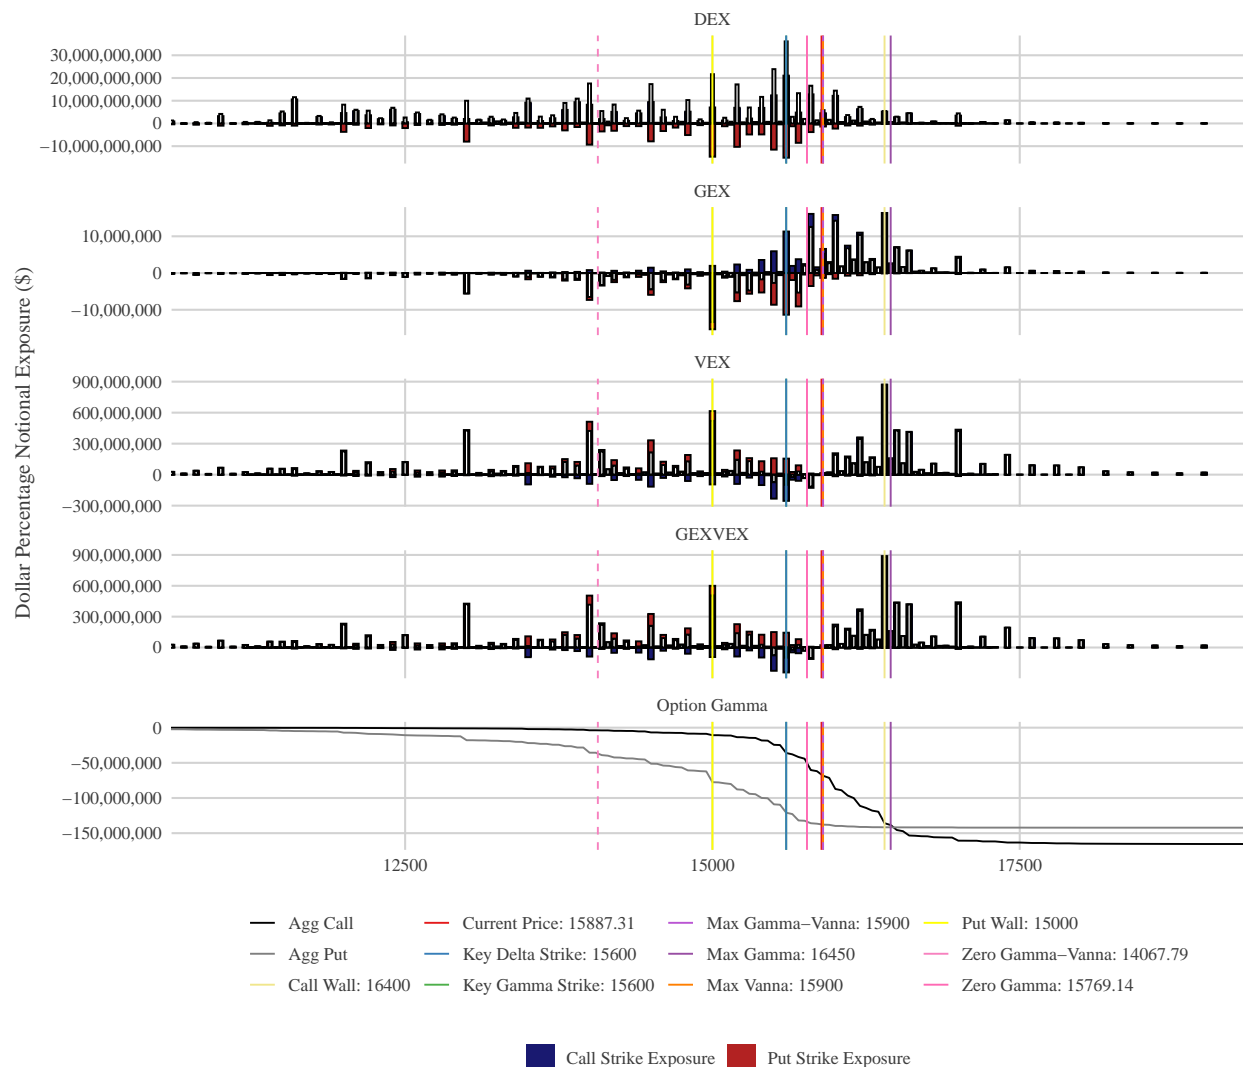 DEX
30,000,000,000
20,000,000,000
10,000,000,000
0
−10,000,000,000
GEX
10,000,000
0
−10,000,000
VEX
900,000,000
600,000,000
300,000,000
0
−300,000,000
GEXVEX
900,000,000
600,000,000
300,000,000
0
Option Gamma
0
−50,000,000
−100,000,000
−150,000,000
12500 15000 17500
Dollar Percentage Notional Exposure ($)
Agg Call Current Price: 15887.31 Max Gamma−Vanna: 15900 Put Wall: 15000
Agg Put Key Delta Strike: 15600 Max Gamma: 16450 Zero Gamma−Vanna: 14067.79
Call Wall: 16400 Key Gamma Strike: 15600 Max Vanna: 15900 Zero Gamma: 15769.14
Call Strike Exposure Put Strike Exposure